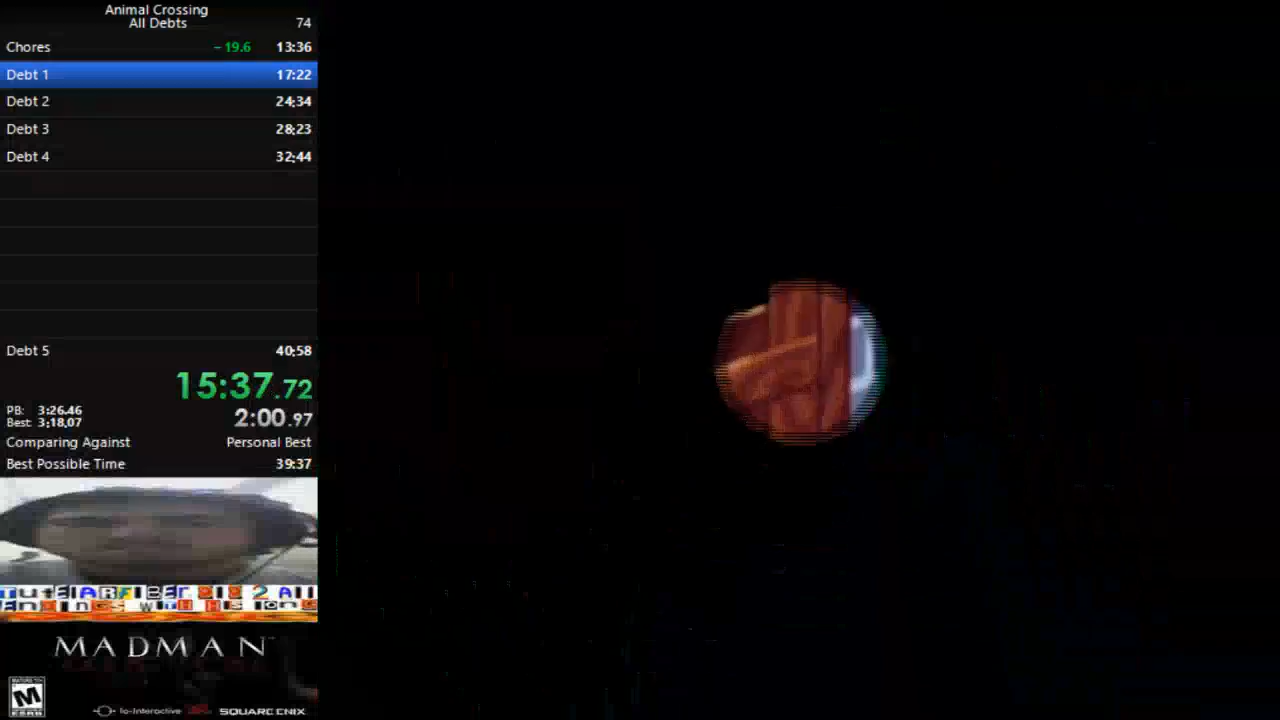 Animal Crossing
All Debts 74
Chores -19.6 13:36
Debt 1 17:22
Debt 2 24:34
Debt 3 28:23
Debt 4 32:44
Debt 5 40:58
15:37.72
PB: 3:26.46
Best: 3:18.07
2:00.97
Comparing Against Personal Best
Best Possible Time 39:37
MADMAN
M
Io-Interactive SQUARE ENIX